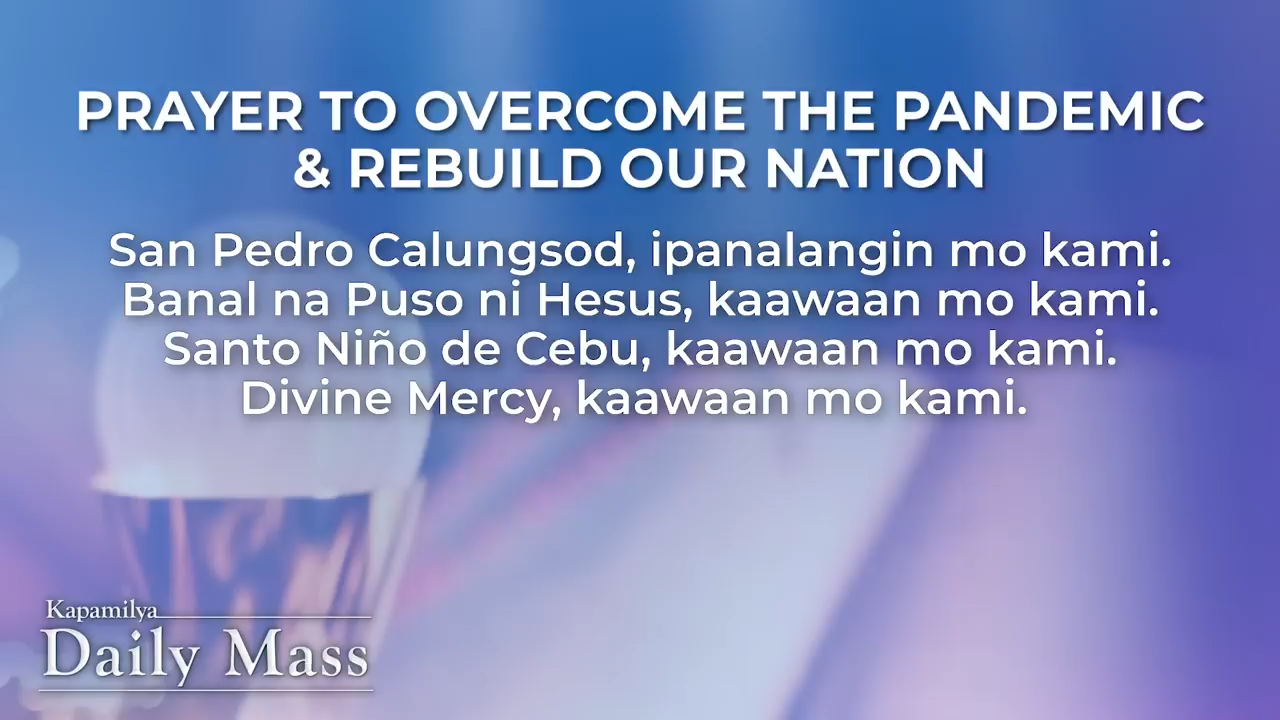 PRAYER TO OVERCOME THE PANDEMIC
& REBUILD OUR NATION
San Pedro Calungsod, ipanalangin mo kami.
Banal na Puso ni Hesus, kaawaan mo kami.
Santo Niño de Cebu, kaawaan mo kami.
Divine Mercy, kaawaan mo kami.
Kapamilya
Daily Mass